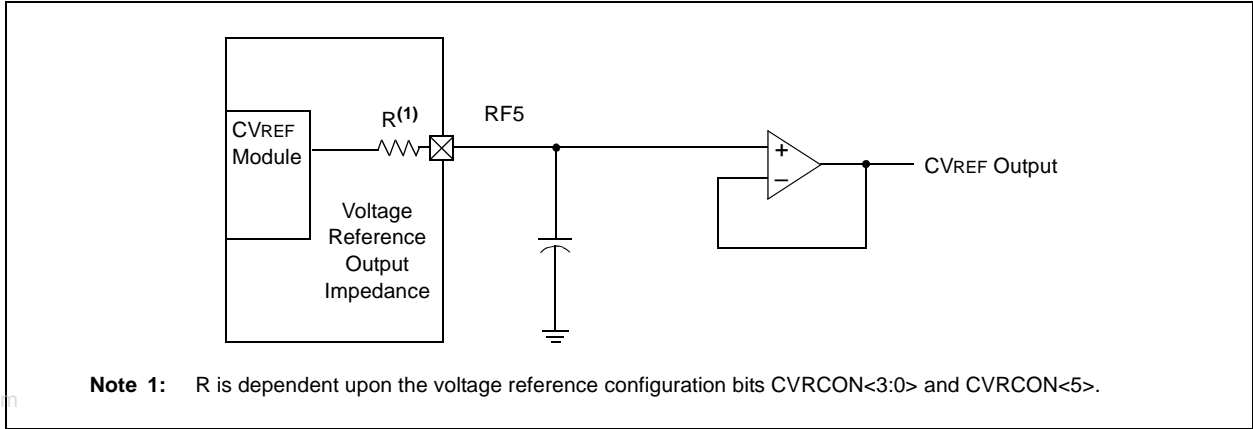 R(1)
RF5
CVREF
Module
+
–
CVREF Output
Voltage
Reference
Output
Impedance
Note 1: R is dependent upon the voltage reference configuration bits CVRCON<3:0> and CVRCON<5>.
m